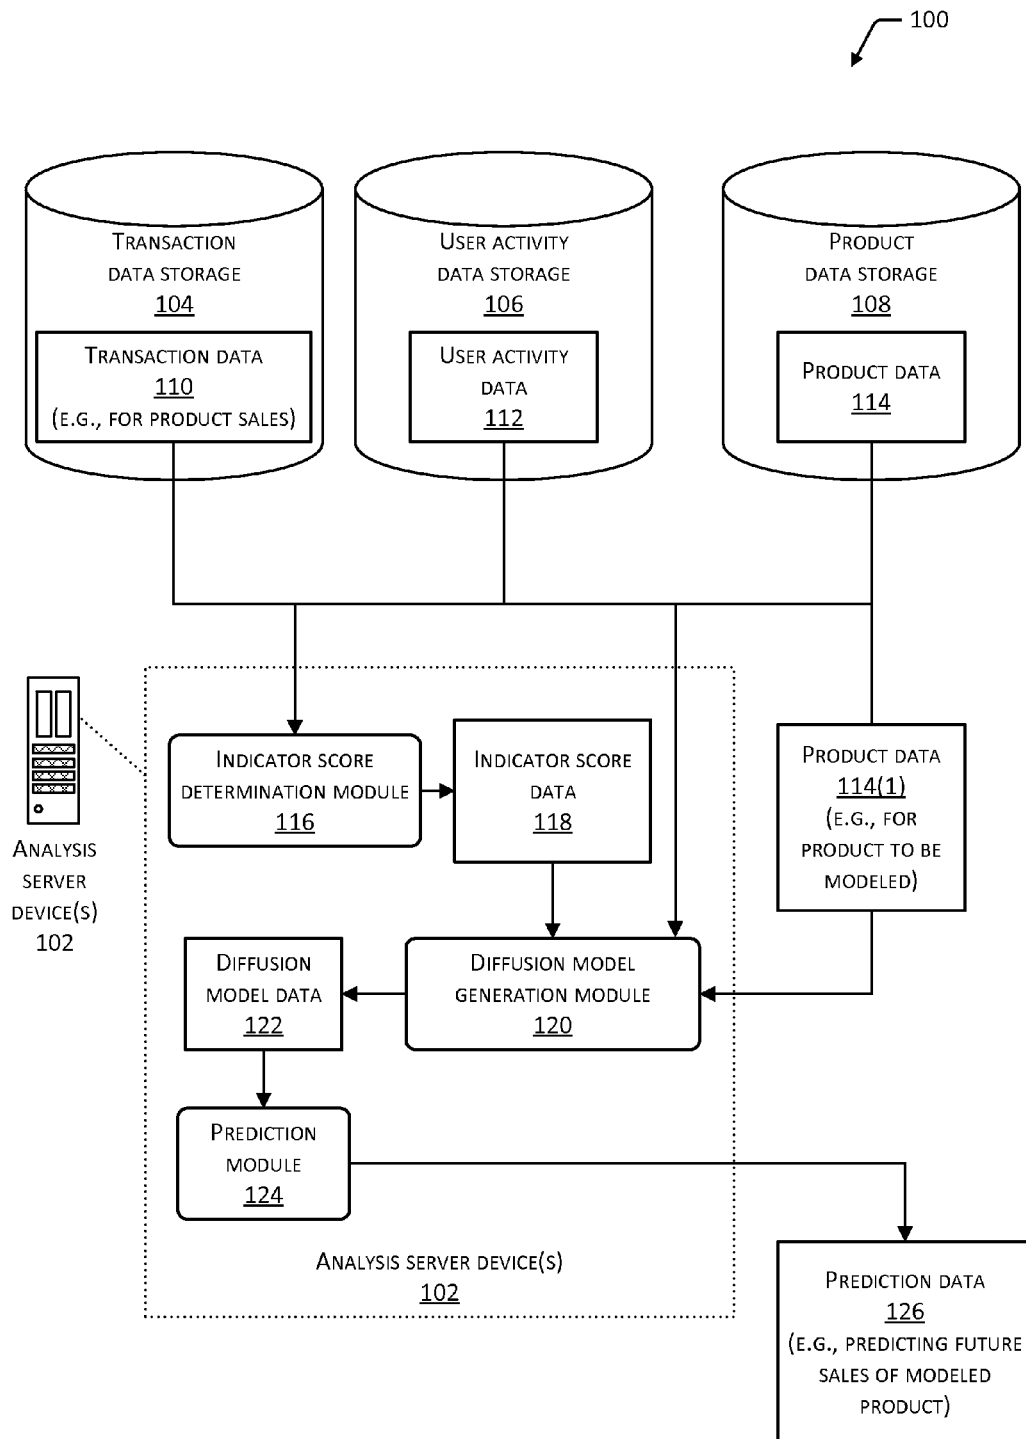 100
TRANSACTION
DATA STORAGE
104
TRANSACTION DATA
110
(E.G., FOR PRODUCT SALES)
USER ACTIVITY
DATA STORAGE
106
USER ACTIVITY
DATA
112
PRODUCT
DATA STORAGE
108
PRODUCT DATA
114
ANALYSIS
SERVER
DEVICE(S)
102
INDICATOR SCORE
DETERMINATION MODULE
116
INDICATOR SCORE
DATA
118
PRODUCT DATA
114(1)
(E.G., FOR
PRODUCT TO BE
MODELED)
DIFFUSION
MODEL DATA
122
DIFFUSION MODEL
GENERATION MODULE
120
PREDICTION
MODULE
124
ANALYSIS SERVER DEVICE(S)
102
PREDICTION DATA
126
(E.G., PREDICTING FUTURE
SALES OF MODELED
PRODUCT)